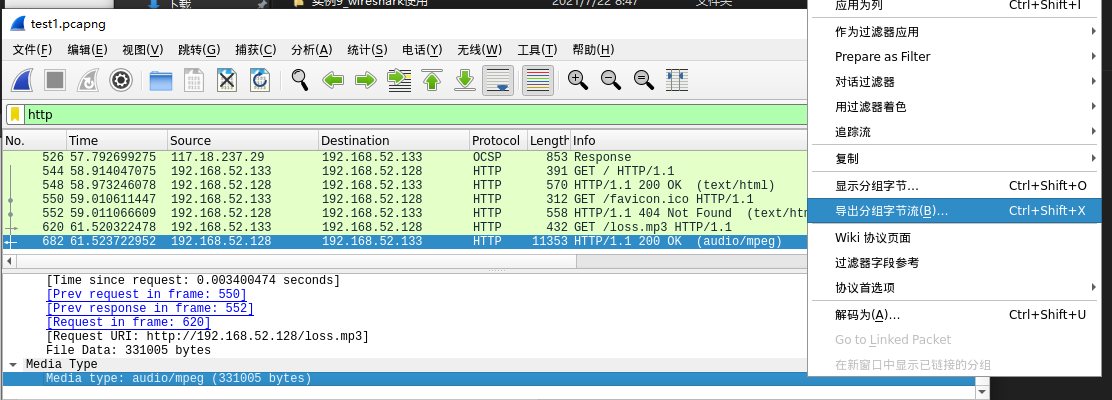 下载
实例9_wireshark使用
2021/7/22 8:47
文件夹
test1.pcapng
文件(F) 编辑(E) 视图(V) 跳转(G) 捕获(C) 分析(A) 统计(S) 电话(Y) 无线(W) 工具(T) 帮助(H)
http
No. Time Source Destination Protocol Length Info
526 57.792699275 117.18.237.29 192.168.52.133 OCSP 853 Response
544 58.914047075 192.168.52.133 192.168.52.128 HTTP 391 GET / HTTP/1.1
548 58.973246078 192.168.52.128 192.168.52.133 HTTP 570 HTTP/1.1 200 OK (text/html)
550 59.010611447 192.168.52.133 192.168.52.128 HTTP 312 GET /favicon.ico HTTP/1.1
552 59.011066609 192.168.52.128 192.168.52.133 HTTP 558 HTTP/1.1 404 Not Found (text/htm
620 61.520322478 192.168.52.133 192.168.52.128 HTTP 432 GET /loss.mp3 HTTP/1.1
682 61.523722952 192.168.52.128 192.168.52.133 HTTP 11353 HTTP/1.1 200 OK (audio/mpeg)
[Time since request: 0.003400474 seconds]
[Prev request in frame: 550]
[Prev response in frame: 552]
[Request in frame: 620]
[Request URI: http://192.168.52.128/loss.mp3]
File Data: 331005 bytes
Media Type
Media type: audio/mpeg (331005 bytes)
应用为列 Ctrl+Shift+I
作为过滤器应用
Prepare as Filter
对话过滤器
用过滤器着色
追踪流
复制
显示分组字节… Ctrl+Shift+O
导出分组字节流(B)… Ctrl+Shift+X
Wiki 协议页面
过滤器字段参考
协议首选项
解码为(A)… Ctrl+Shift+U
Go to Linked Packet
在新窗口中显示已链接的分组